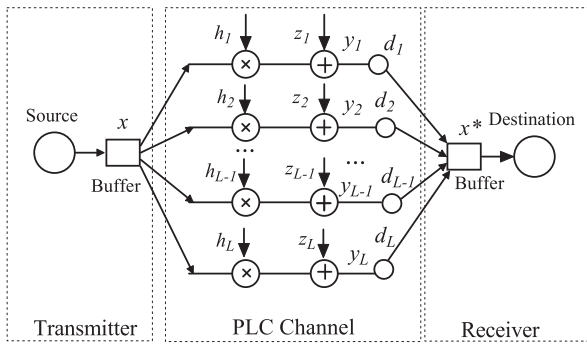 h1 z1 y1 d1
Source x h2 z2 y2 d2 x* Destination
... ...
Buffer hL-1 zL-1 yL-1 dL-1 Buffer
hL zL yL dL
Transmitter PLC Channel Receiver